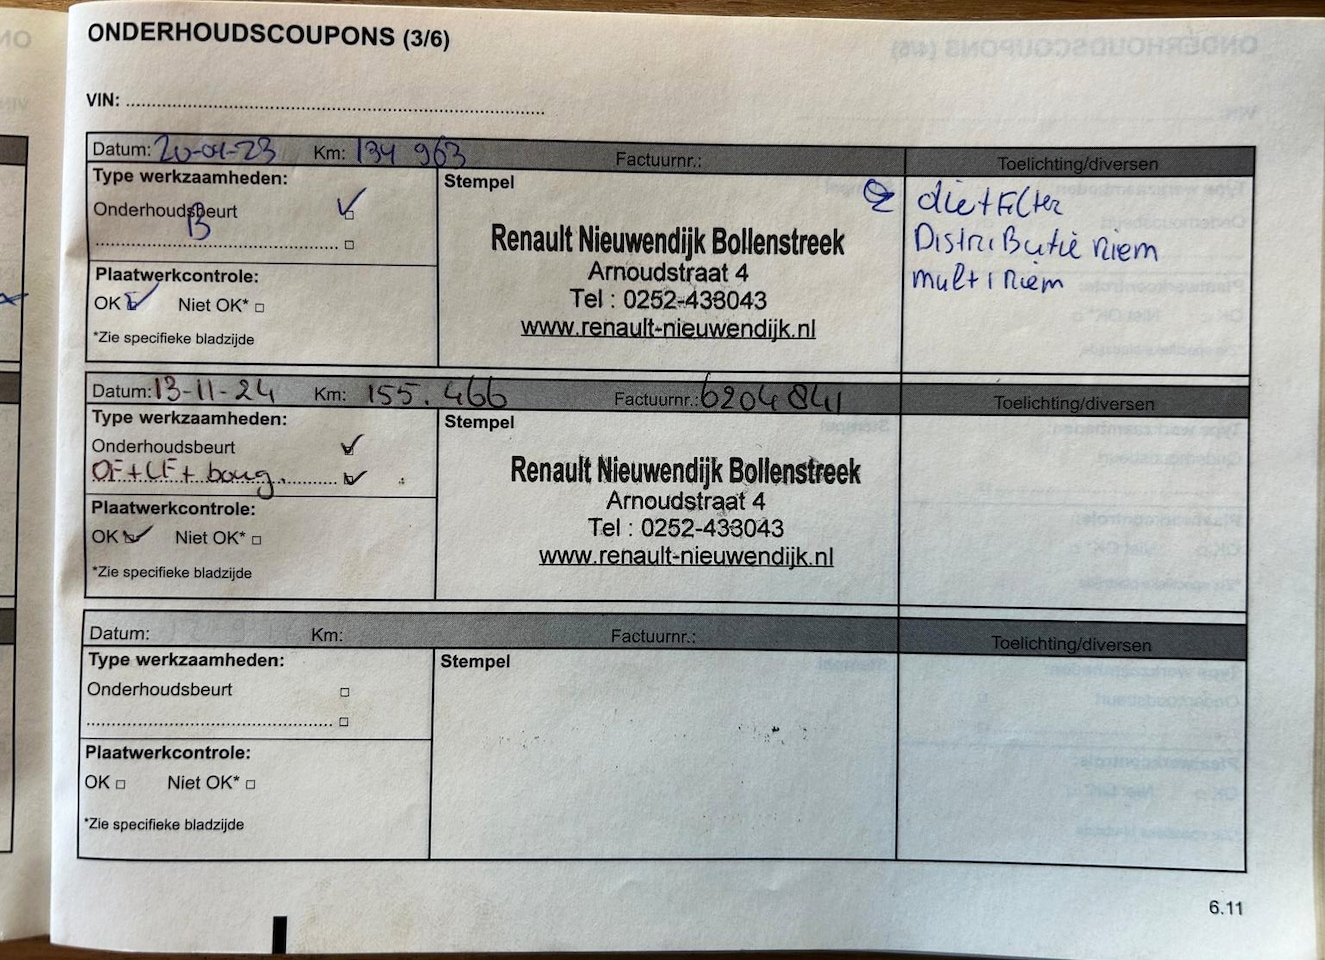 ONDERHOUDSCOUPONS (3/6)
VIN: ..........
Datum: 20-01-23 Km: 134 963 Factuurnr.: Toelichting/diversen
Type werkzaamheden:
Onderhoudsbeurt
B
Plaatwerkcontrole:
OK Niet OK*
*Zie specifieke bladzijde
Stempel
Renault Nieuwendijk Bollenstreek
Arnoudstraat 4
Tel : 0252-433043
www.renault-nieuwendijk.nl
Distributie riem
multi riem
Datum: 13-11-24 Km: 155.466 Factuurnr.: 6204841 Toelichting/diversen
Type werkzaamheden:
Onderhoudsbeurt
OF+LF+ boug.
Plaatwerkcontrole:
OK Niet OK*
*Zie specifieke bladzijde
Stempel
Renault Nieuwendijk Bollenstreek
Arnoudstraat 4
Tel : 0252-433043
www.renault-nieuwendijk.nl
Datum: Km: Factuurnr.: Toelichting/diversen
Type werkzaamheden:
Onderhoudsbeurt
Plaatwerkcontrole:
OK Niet OK*
*Zie specifieke bladzijde
Stempel
6.11